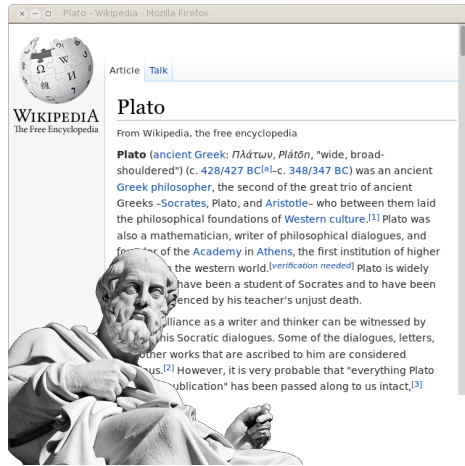 Plato - Wikipedia - Mozilla Firefox
WIKIPEDIA
The Free Encyclopedia
Article Talk
Plato
From Wikipedia, the free encyclopedia
Plato (ancient Greek: Πλάτων, Plátōn, "wide, broad-
shouldered") (c. 428/427 BC[a]–c. 348/347 BC) was an ancient
Greek philosopher, the second of the great trio of ancient
Greeks –Socrates, Plato, and Aristotle– who between them laid
the philosophical foundations of Western culture.[1] Plato was
also a mathematician, writer of philosophical dialogues, and
of the Academy in Athens, the first institution of higher
the western world.[verification needed] Plato is widely
have been a student of Socrates and to have been
enced by his teacher's unjust death.
lliance as a writer and thinker can be witnessed by
his Socratic dialogues. Some of the dialogues, letters,
other works that are ascribed to him are considered
ous.[2] However, it is very probable that "everything Plato
ublication" has been passed along to us intact,[3]